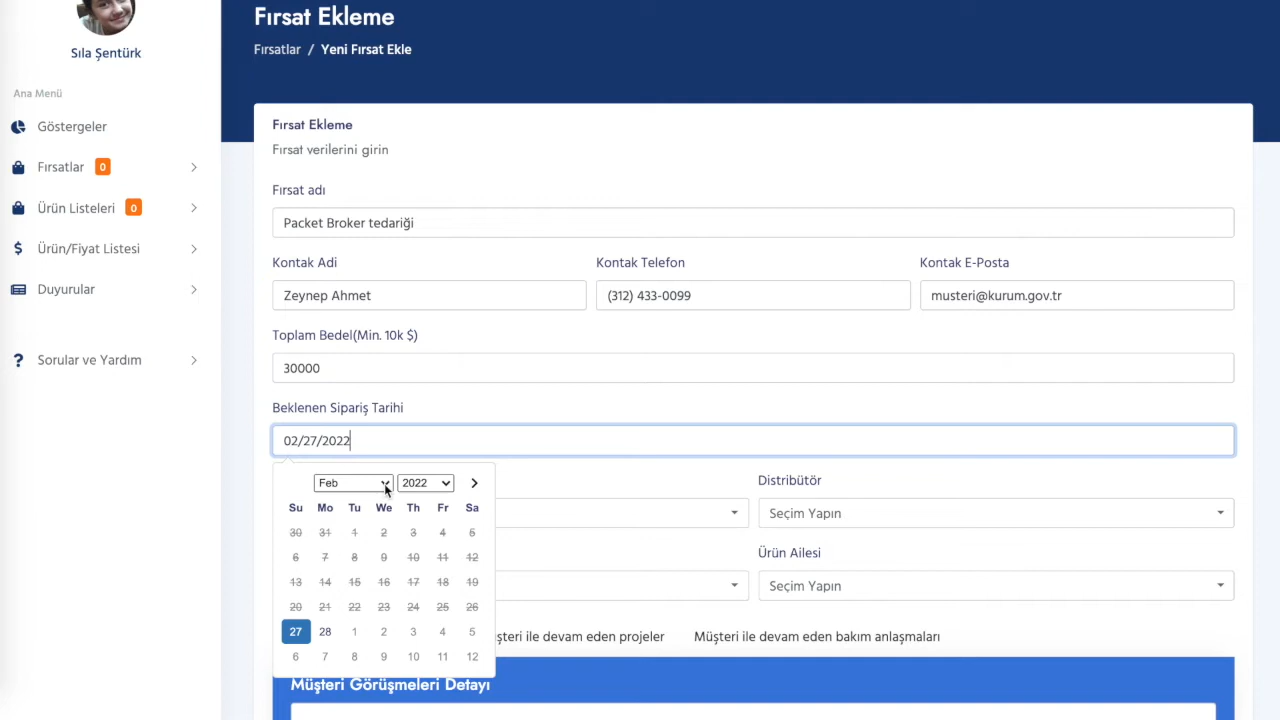 Fırsat Ekleme
Fırsatlar / Yeni Fırsat Ekle
Sıla Şentürk
Ana Menü
Göstergeler
Fırsatlar 0
Ürün Listeleri 0
Ürün/Fiyat Listesi
Duyurular
Sorular ve Yardım
Fırsat Ekleme
Fırsat verilerini girin
Fırsat adı
Packet Broker tedariği
Kontak Adi Kontak Telefon Kontak E-Posta
Zeynep Ahmet (312) 433-0099 musteri@kurum.gov.tr
Toplam Bedel(Min. 10k $)
30000
Beklenen Sipariş Tarihi
02/27/2022
Feb 2022
Su Mo Tu We Th Fr Sa
30 31 1 2 3 4 5
6 7 8 9 10 11 12
13 14 15 16 17 18 19
20 21 22 23 24 25 26
27 28 1 2 3 4 5
6 7 8 9 10 11 12
Distribütör
Seçim Yapın
Ürün Ailesi
Seçim Yapın
şteri ile devam eden projeler Müşteri ile devam eden bakım anlaşmaları
Müşteri Görüşmeleri Detayı